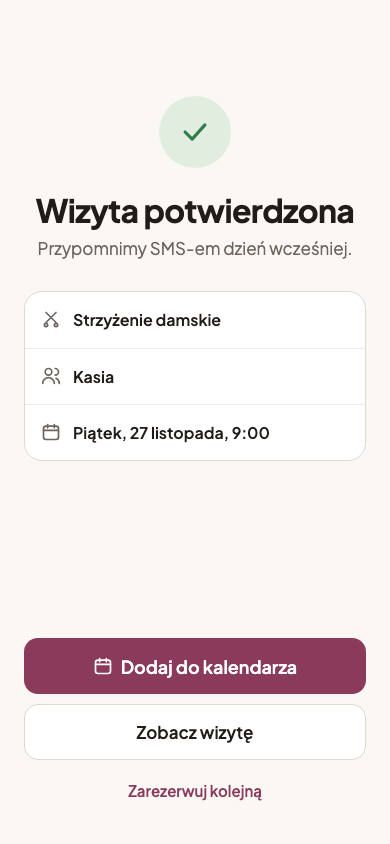 Wizyta potwierdzona
Przypomnimy SMS-em dzień wcześniej.
Strzyżenie damskie
Kasia
Piątek, 27 listopada, 9:00
Dodaj do kalendarza
Zobacz wizytę
Zarezerwuj kolejną